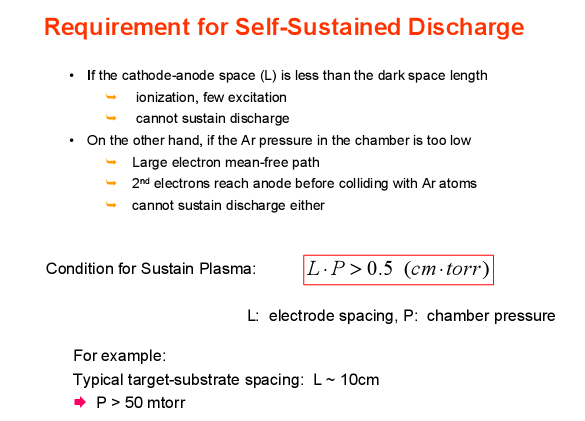 Requirement for Self-Sustained Discharge
• If the cathode-anode space (L) is less than the dark space length
➥ ionization, few excitation
➥ cannot sustain discharge
• On the other hand, if the Ar pressure in the chamber is too low
➥ Large electron mean-free path
➥ 2nd electrons reach anode before colliding with Ar atoms
➥ cannot sustain discharge either
Condition for Sustain Plasma: L · P > 0.5 (cm · torr)
L: electrode spacing, P: chamber pressure
For example:
Typical target-substrate spacing: L ~ 10cm
➡ P > 50 mtorr